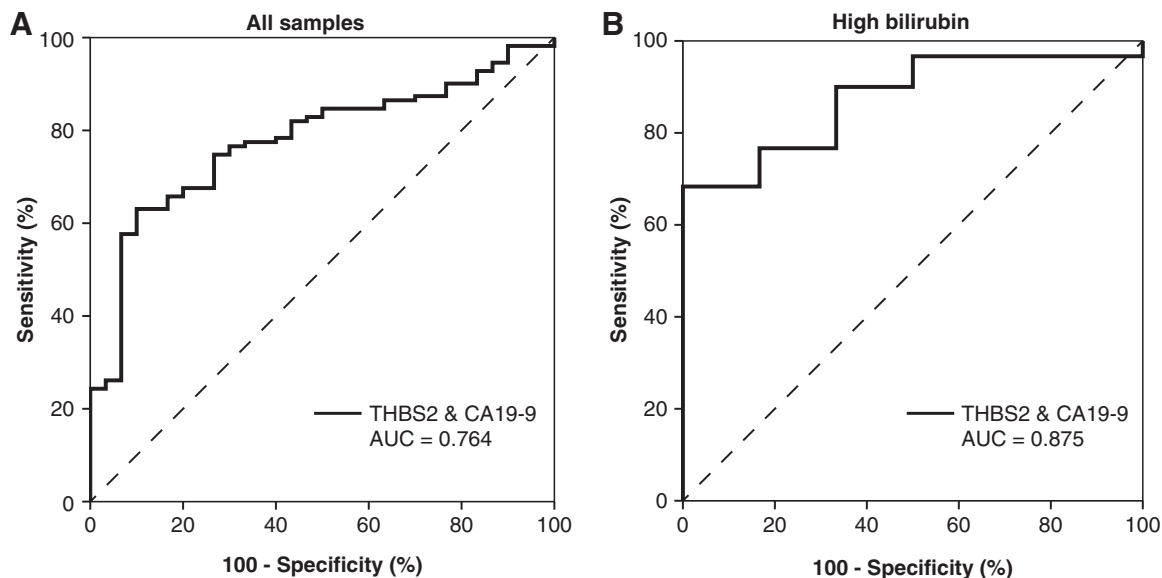 A
All samples
100
80
60
40
20
0
Sensitivity (%)
THBS2 & CA19-9
AUC = 0.764
0 20 40 60 80 100
100 - Specificity (%)
B
High bilirubin
100
80
60
40
20
0
Sensitivity (%)
THBS2 & CA19-9
AUC = 0.875
0 20 40 60 80 100
100 - Specificity (%)